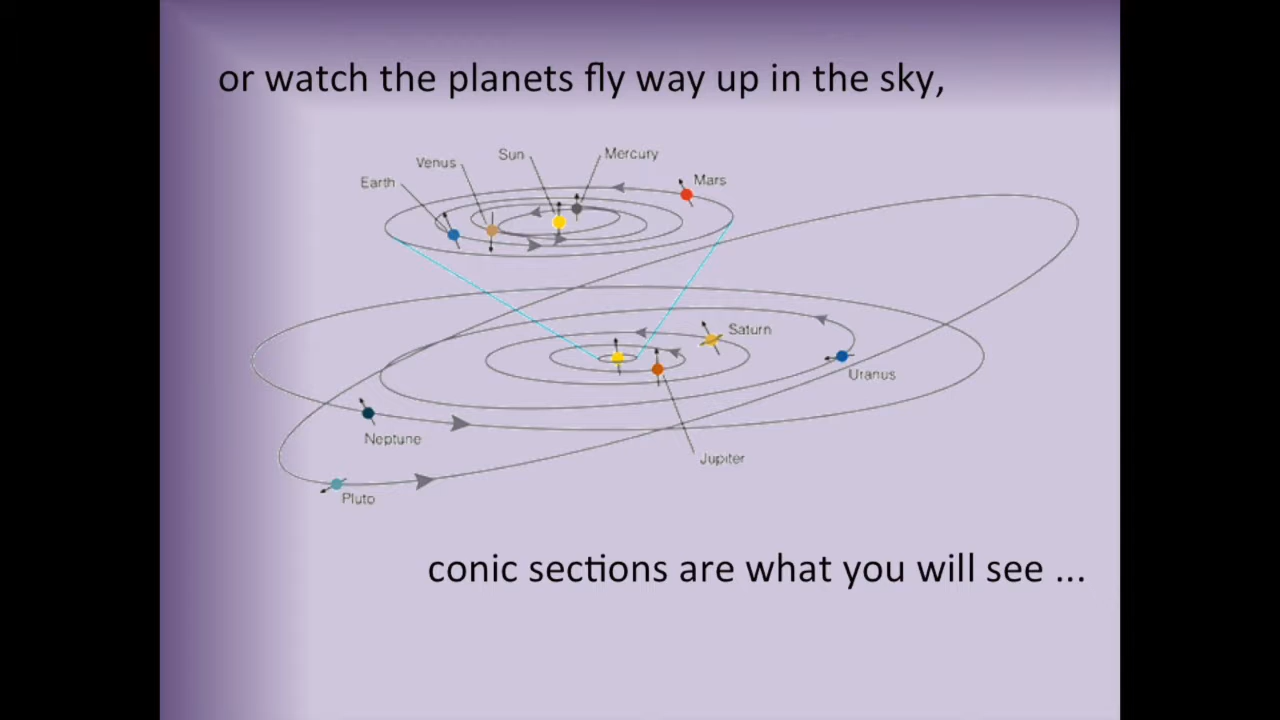 or watch the planets fly way up in the sky,
Sun
Mercury
Venus
Earth
Mars
Saturn
Uranus
Neptune
Jupiter
Pluto
conic sections are what you will see ...